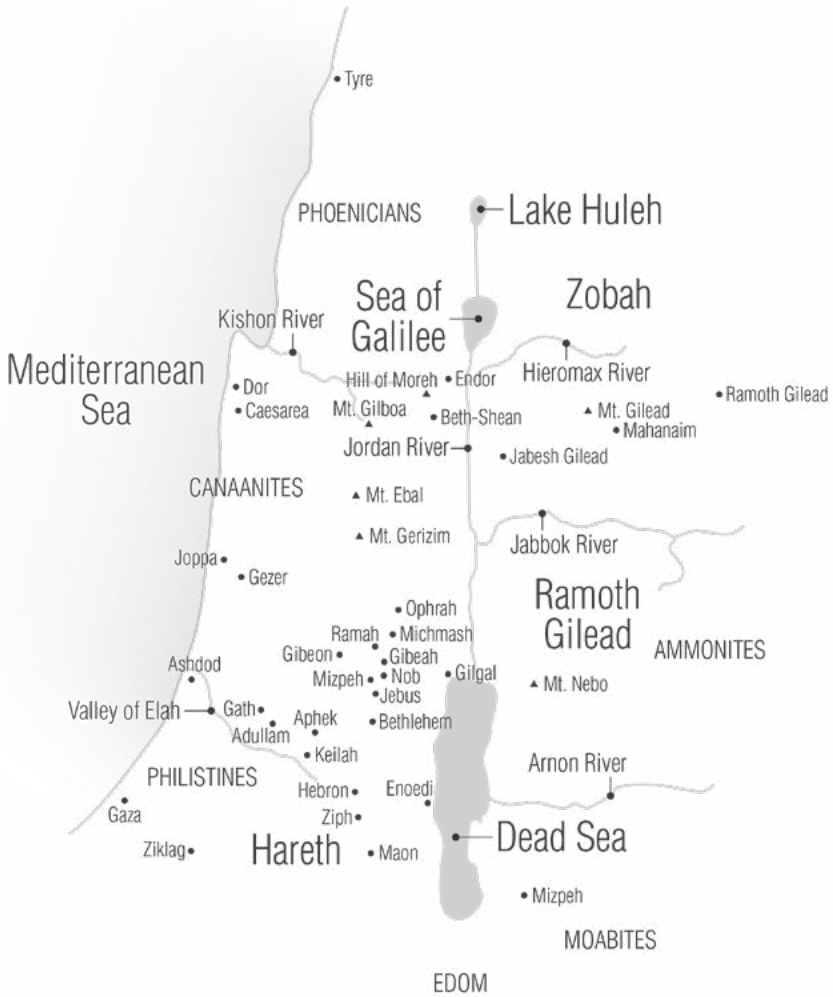 Tyre
PHOENICIANS
Lake Huleh
Sea of
Galilee
Zobah
Kishon River
Mediterranean
Sea
Hieromax River
Hill of Moreh
Endor
Dor
Ramoth Gilead
Caesarea
Mt. Gilboa
Beth-Shean
Mt. Gilead
Mahanaim
Jordan River
Jabesh Gilead
CANAANITES
Mt. Ebal
Mt. Gerizim
Jabbok River
Joppa
Gezer
Ramoth
Gilead
Ophrah
Ramah
Michmash
Gibeon
Gibeah
AMMONITES
Ashdod
Mizpeh
Nob
Gilgal
Mt. Nebo
Jebus
Valley of Elah
Gath
Adullam
Aphek
Bethlehem
Keilah
Arnon River
PHILISTINES
Hebron
Enoedi
Gaza
Ziph
Dead Sea
Ziklag
Hareth
Maon
Mizpeh
MOABITES
EDOM